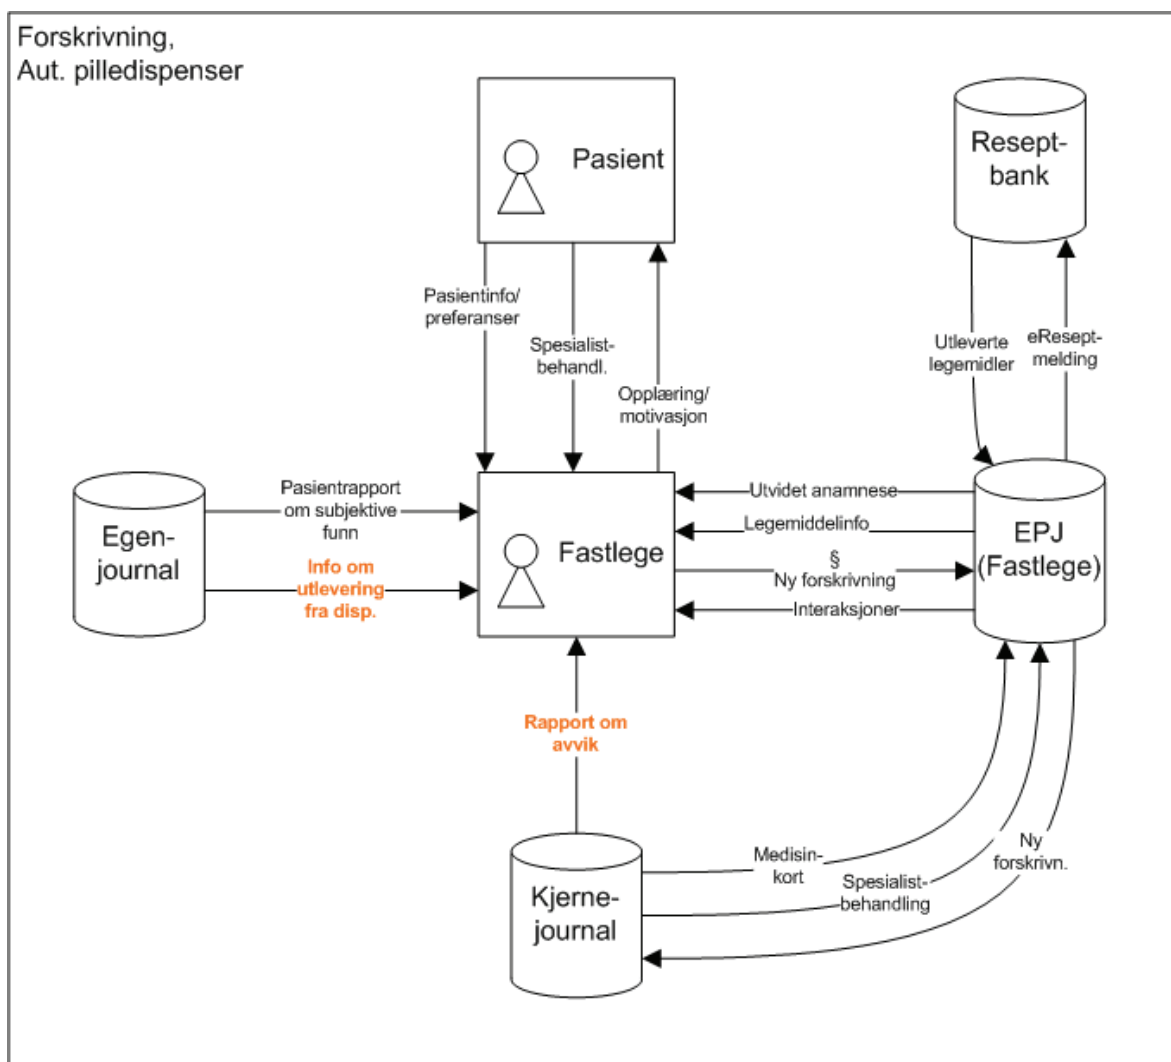 Forskrivning,
Aut. pilledispenser
Pasient
Resept-
bank
Pasientinfo/
preferanser
Spesialist-
behandl.
Opplæring/
motivasjon
Utleverte
legemidler
eResept-
melding
Egen-
journal
Pasientrapport
om subjektive
funn
Info om
utlevering
fra disp.
Fastlege
Utvidet anamnese
Legemiddelinfo
§
Ny forskrivning
Interaksjoner
EPJ
(Fastlege)
Rapport om
avvik
Kjerne-
journal
Medisin-
kort
Spesialist-
behandling
Ny
forskrivn.